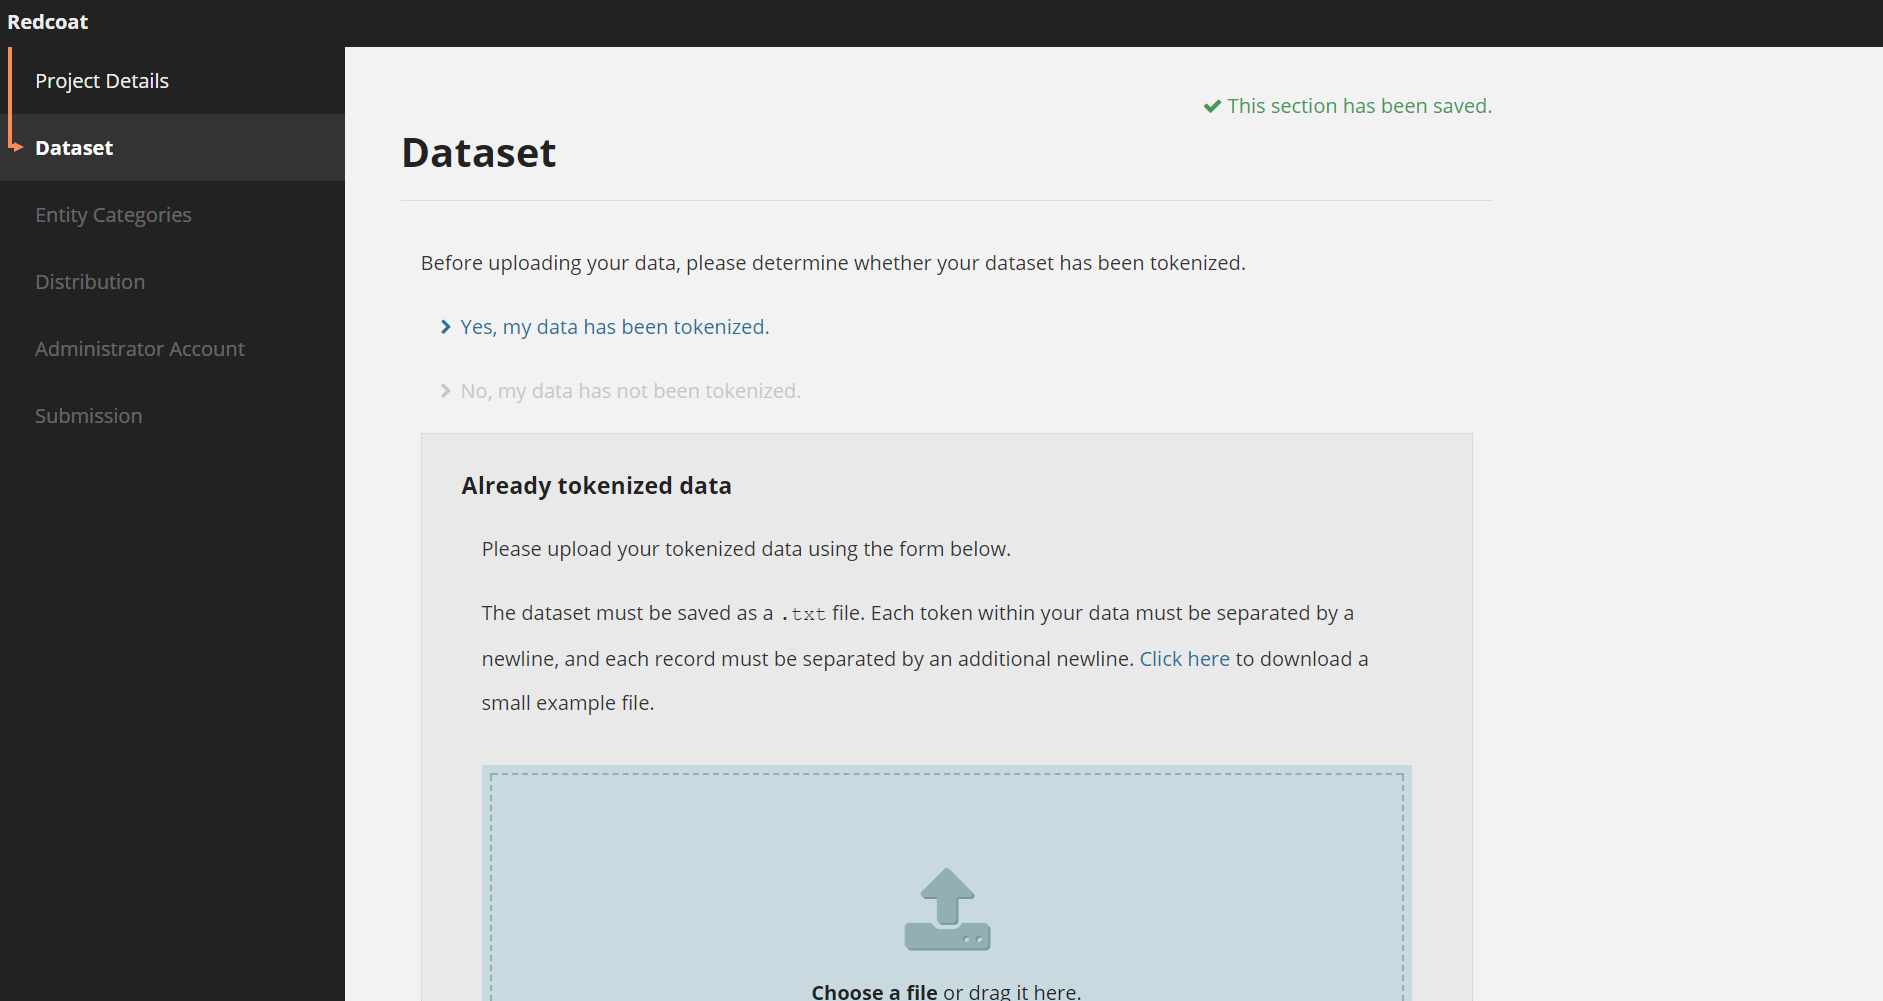 Redcoat
Project Details
Dataset
Entity Categories
Distribution
Administrator Account
Submission
This section has been saved.
Dataset
Before uploading your data, please determine whether your dataset has been tokenized.
Yes, my data has been tokenized.
No, my data has not been tokenized.
Already tokenized data
Please upload your tokenized data using the form below.
The dataset must be saved as a .txt file. Each token within your data must be separated by a
newline, and each record must be separated by an additional newline. Click here to download a
small example file.
Choose a file or drag it here.